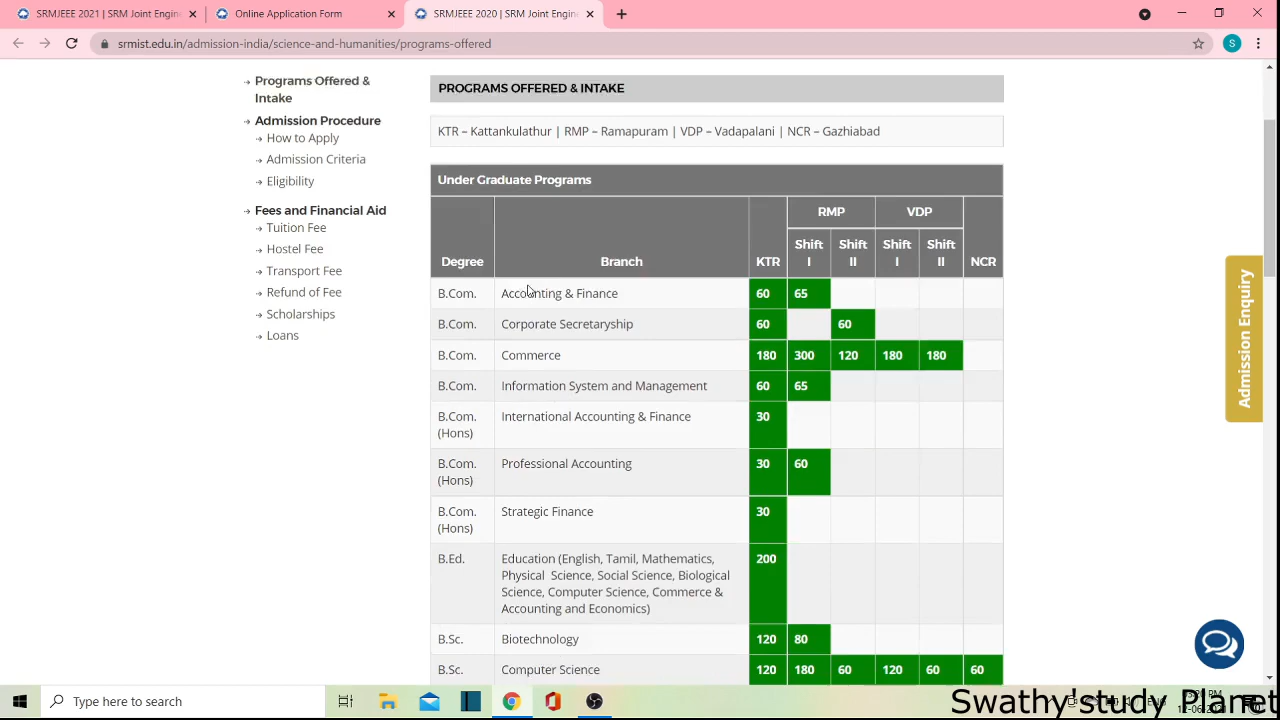 SRMJEEE 2021 | SRM Joint Engin
Online Application Form
SRMJEEE 2020 | SRM Joint Engin
srmist.edu.in/admission-india/science-and-humanities/programs-offered
S
Programs Offered &
Intake
Admission Procedure
How to Apply
Admission Criteria
Eligibility
Fees and Financial Aid
Tuition Fee
Hostel Fee
Transport Fee
Refund of Fee
Scholarships
Loans
PROGRAMS OFFERED & INTAKE
KTR – Kattankulathur | RMP – Ramapuram | VDP – Vadapalani | NCR – Gazhiabad
Under Graduate Programs
RMP VDP
Shift Shift Shift Shift
Degree Branch KTR I II I II NCR
B.Com. Accounting & Finance 60 65
B.Com. Corporate Secretaryship 60 60
B.Com. Commerce 180 300 120 180 180
B.Com. Information System and Management 60 65
B.Com. International Accounting & Finance 30
(Hons)
B.Com. Professional Accounting 30 60
(Hons)
B.Com. Strategic Finance 30
(Hons)
B.Ed. Education (English, Tamil, Mathematics, 200
Physical Science, Social Science, Biological
Science, Computer Science, Commerce &
Accounting and Economics)
B.Sc. Biotechnology 120 80
B.Sc. Computer Science 120 180 60 120 60 60
Admission Enquiry
Type here to search
ENG
Swathy'study Planet